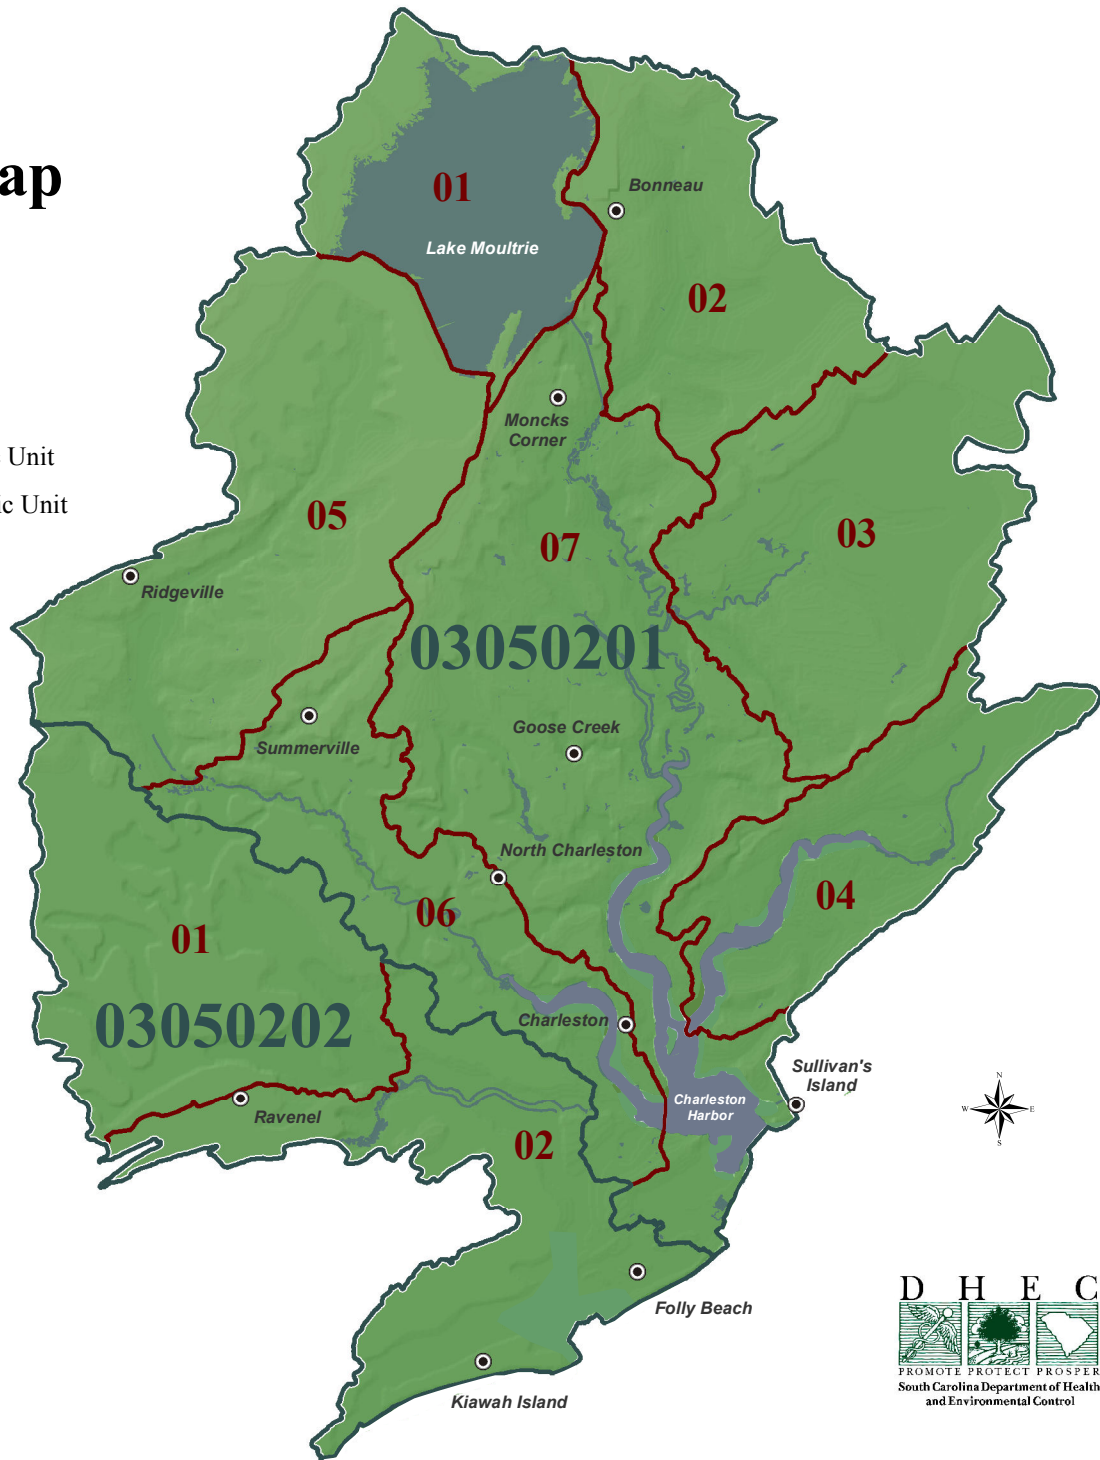 ap
Unit
ic Unit
01
Lake Moultrie
Bonneau
02
Moncks
Corner
05
07
03
Ridgeville
03050201
Goose Creek
Summerville
North Charleston
04
06
01
03050202
Charleston
Sullivan's
Island
Charleston
Harbor
Ravenel
02
N
W
E
S
Folly Beach
Kiawah Island
D H E C
PROMOTE PROTECT PROSPER
South Carolina Department of Health
and Environmental Control